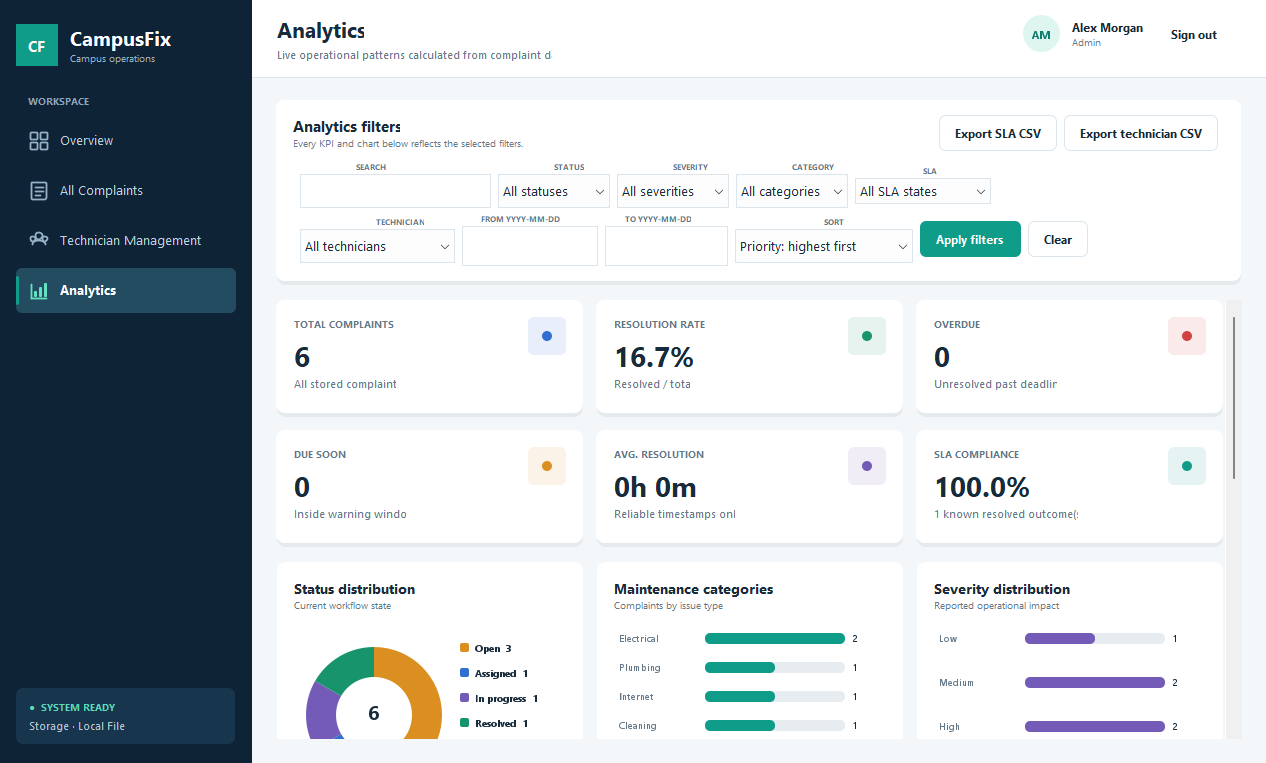 CF
CampusFix
Campus operations
WORKSPACE
Overview
All Complaints
Technician Management
Analytics
● SYSTEM READY
Storage · Local File
Analytics
Live operational patterns calculated from complaint d
AM
Alex Morgan
Admin
Sign out
Analytics filters
Every KPI and chart below reflects the selected filters.
Export SLA CSV
Export technician CSV
SEARCH
STATUS
SEVERITY
CATEGORY
SLA
All statuses
All severities
All categories
All SLA states
TECHNICIAN
FROM YYYY-MM-DD
TO YYYY-MM-DD
SORT
All technicians
Priority: highest first
Apply filters
Clear
TOTAL COMPLAINTS
6
All stored complaint
RESOLUTION RATE
16.7%
Resolved / tota
OVERDUE
0
Unresolved past deadlin
DUE SOON
0
Inside warning windo
AVG. RESOLUTION
0h 0m
Reliable timestamps onl
SLA COMPLIANCE
100.0%
1 known resolved outcome(s
Status distribution
Current workflow state
6
Open 3
Assigned 1
In progress 1
Resolved 1
Maintenance categories
Complaints by issue type
Electrical 2
Plumbing 1
Internet 1
Cleaning 1
Severity distribution
Reported operational impact
Low 1
Medium 2
High 2